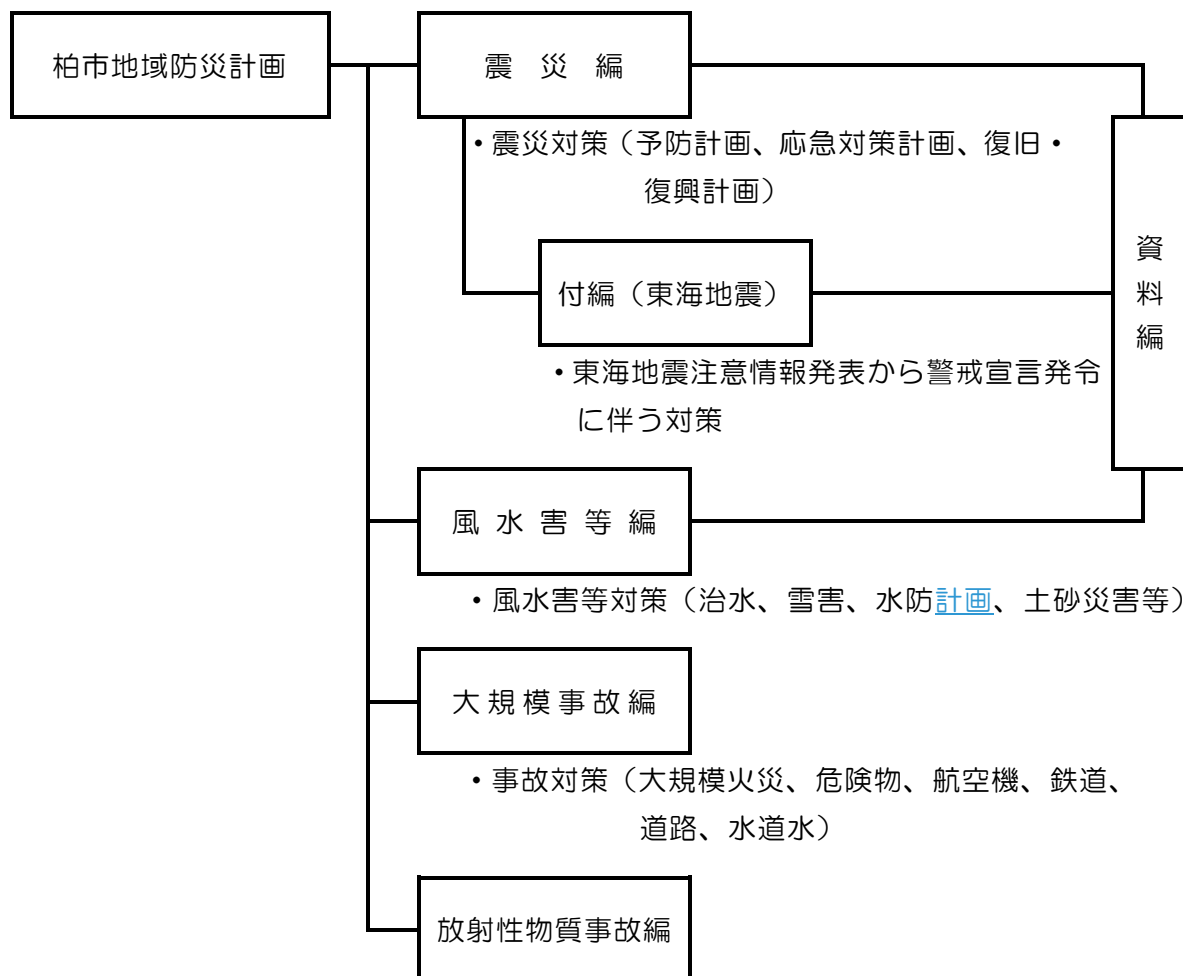 柏市地域防災計画
震災編
・震災対策（予防計画、応急対策計画、復旧・
復興計画）
付編（東海地震）
・東海地震注意情報発表から警戒宣言発令
に伴う対策
資料編
風水害等編
・風水害等対策（治水、雪害、水防計画、土砂災害等）
大規模事故編
・事故対策（大規模火災、危険物、航空機、鉄道、
道路、水道水）
放射性物質事故編